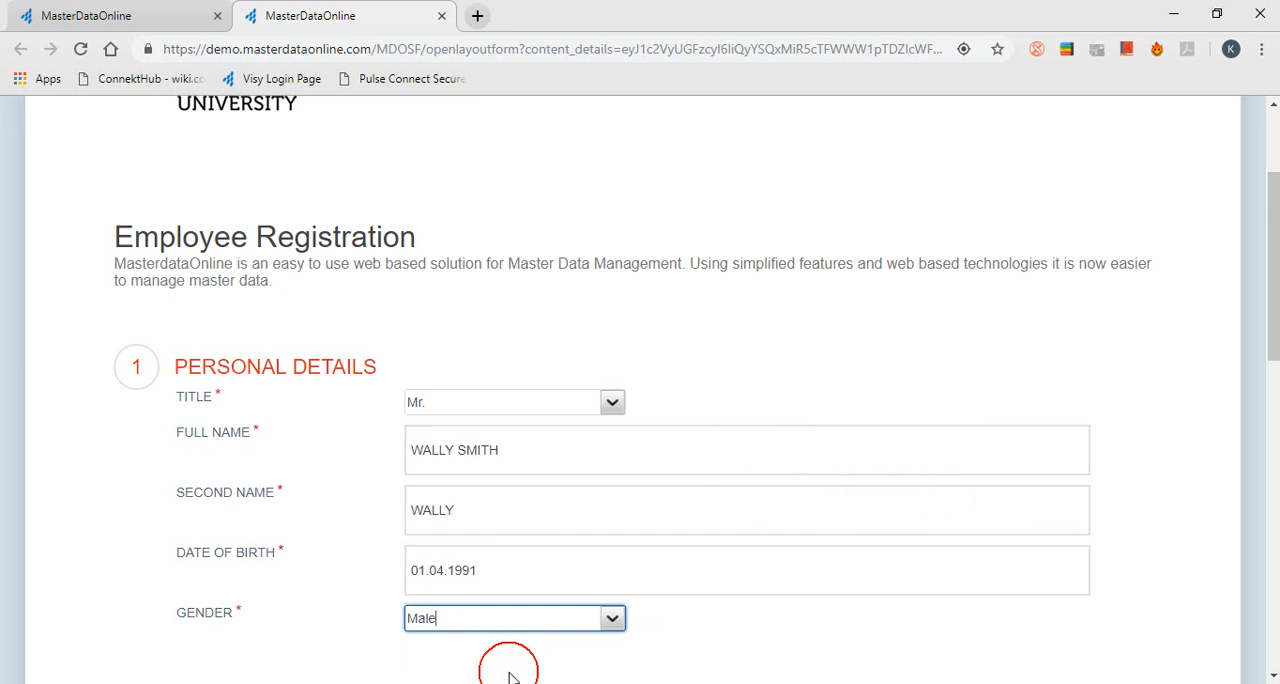 MasterDataOnline
MasterDataOnline
https://demo.masterdataonline.com/MDOSF/openlayoutform?content_details=eyJ1c2VyUGFzcyI6IiQyYSQxMiR5cTFWWW1pTDZIcWF...
K
Apps
ConnektHub - wiki.co
Visy Login Page
Pulse Connect Secure
UNIVERSITY
Employee Registration
MasterdataOnline is an easy to use web based solution for Master Data Management. Using simplified features and web based technologies it is now easier
to manage master data.
1 PERSONAL DETAILS
TITLE * Mr.
FULL NAME * WALLY SMITH
SECOND NAME * WALLY
DATE OF BIRTH * 01.04.1991
GENDER * Male